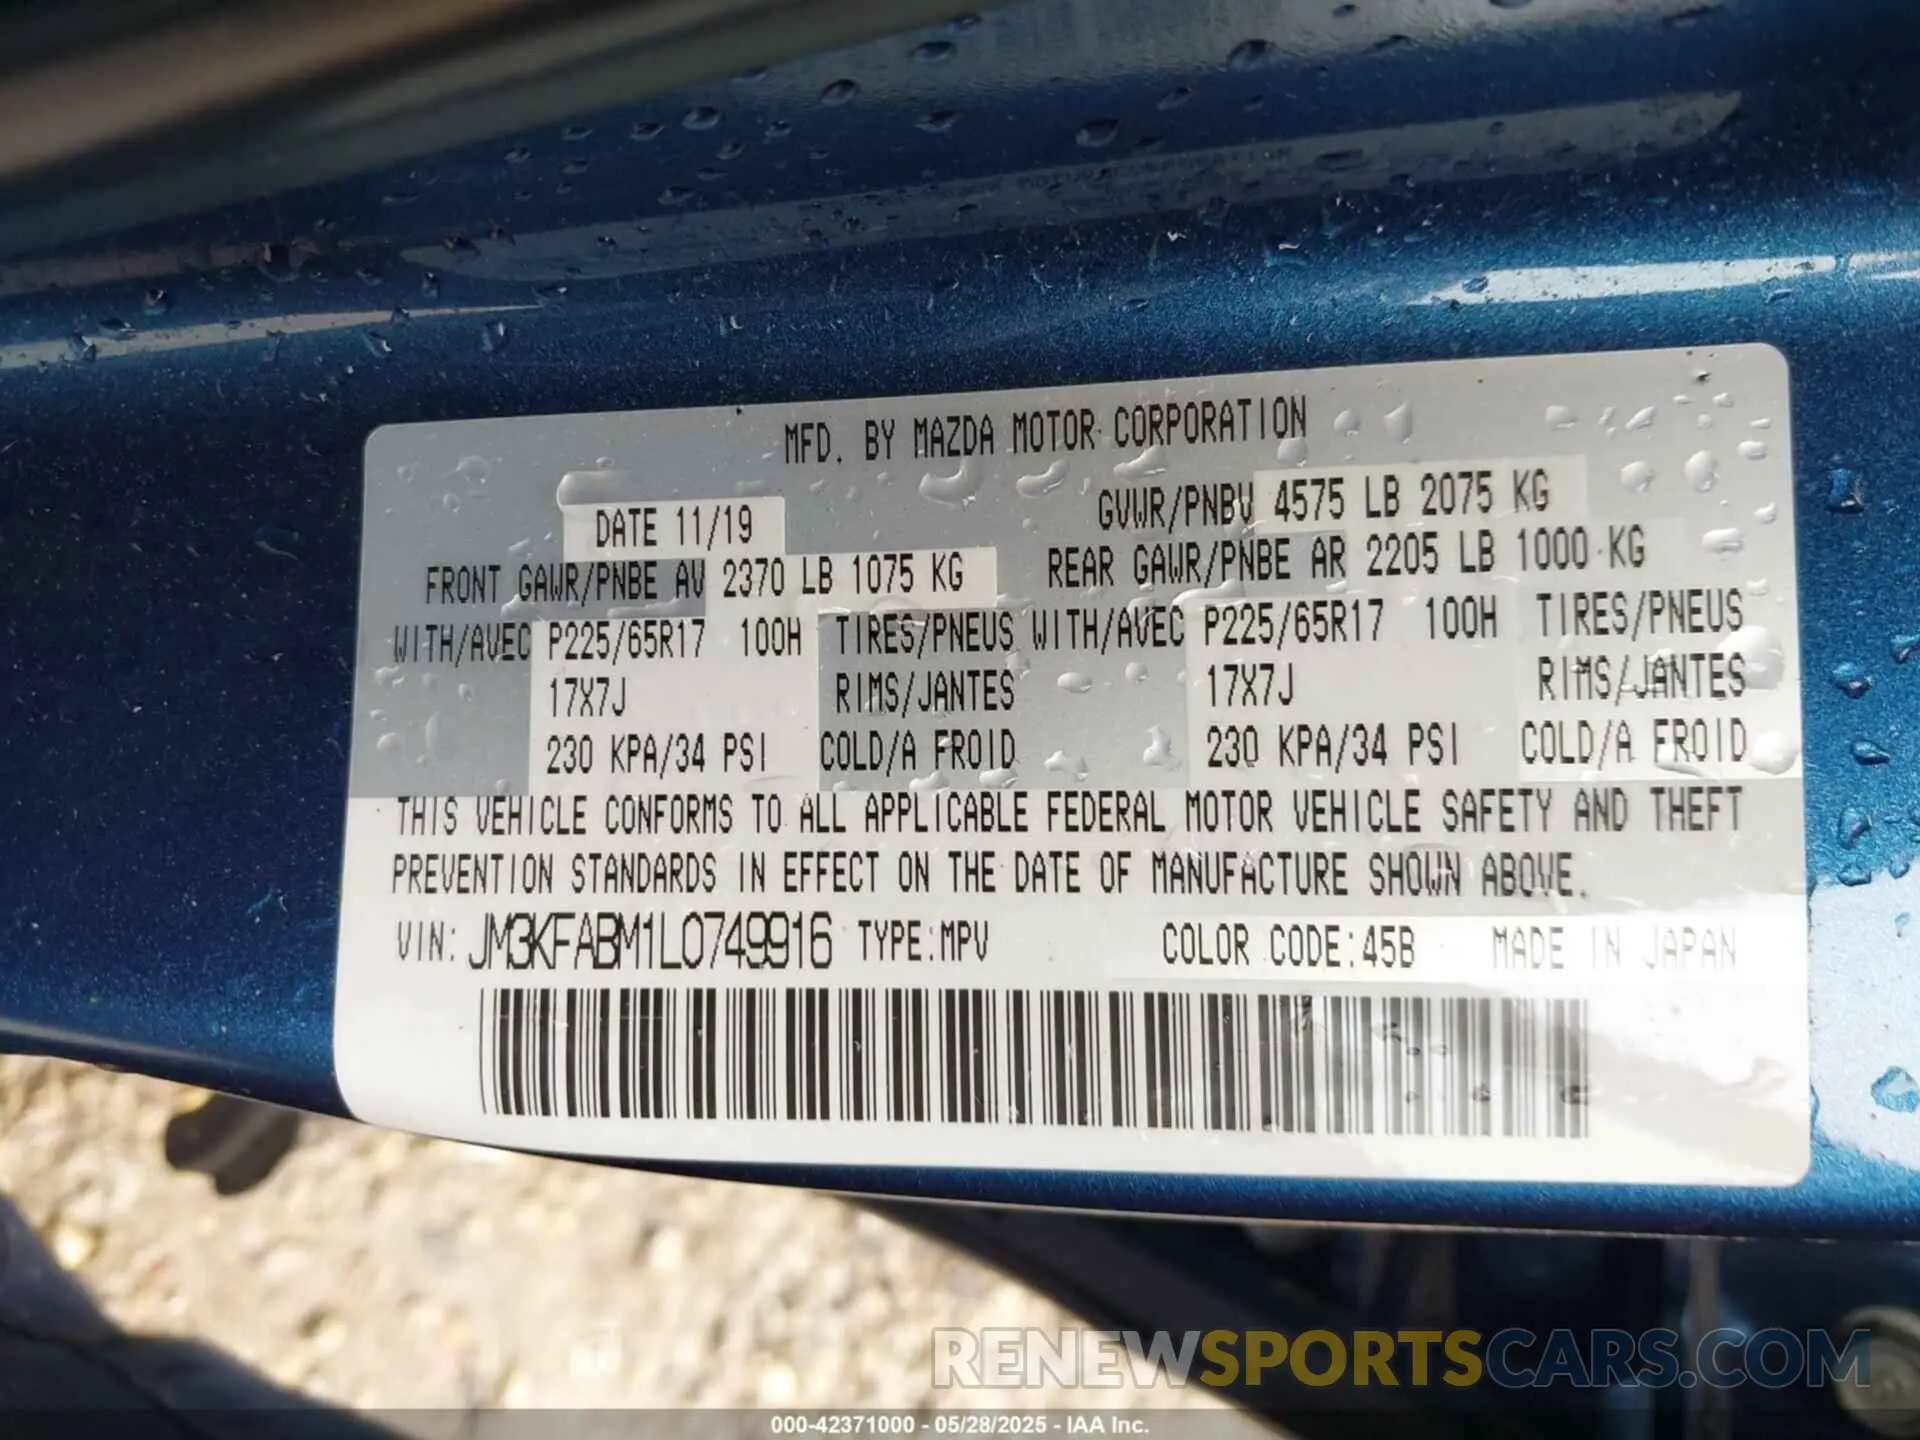 MFD. BY MAZDA MOTOR CORPORATION
DATE 11/19 GVWR/PNBV 4575 LB 2075 KG
FRONT GAWR/PNBE AV 2370 LB 1075 KG REAR GAWR/PNBE AR 2205 LB 1000 KG
WITH/AVEC P225/65R17 100H TIRES/PNEUS WITH/AVEC P225/65R17 100H TIRES/PNEUS
17X7J RIMS/JANTES 17X7J RIMS/JANTES
230 KPA/34 PSI COLD/A FROID 230 KPA/34 PSI COLD/A FROID
THIS VEHICLE CONFORMS TO ALL APPLICABLE FEDERAL MOTOR VEHICLE SAFETY AND THEFT
PREVENTION STANDARDS IN EFFECT ON THE DATE OF MANUFACTURE SHOWN ABOVE.
VIN: JM3KFABM1L0749916 TYPE:MPV COLOR CODE:45B MADE IN JAPAN
RENEWSPORTSCARS.COM
000-42371000 - 05/28/2025 - IAA Inc.